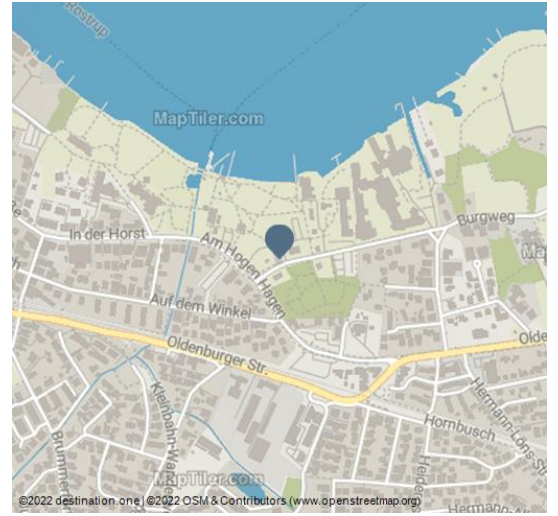 Rostrup
MapTiler.com
Burgweg
In der Horst
Am Hogen Hagen
Auf dem Winkel
Oldenburger Str.
Kleinbahn-Wa
Hornbusch
Hermann-Löns-St
Brummer
MapTiler.com
©2022 destination one | ©2022 OSM & Contributors (www.openstreetmap.org)